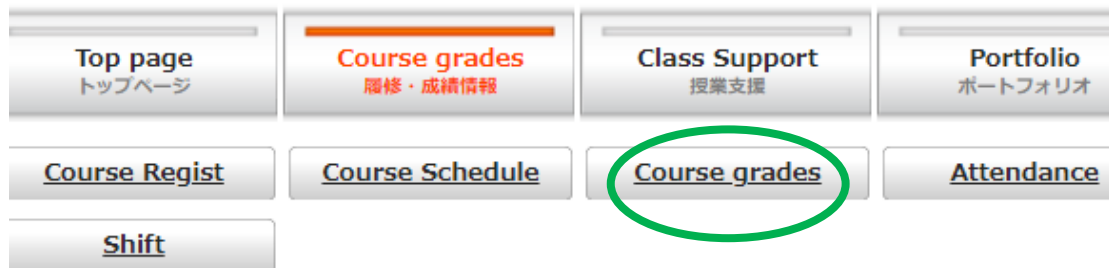 Top page
トップページ
Course grades
履修・成績情報
Class Support
授業支援
Portfolio
ポートフォリオ
Course Regist
Course Schedule
Course grades
Attendance
Shift